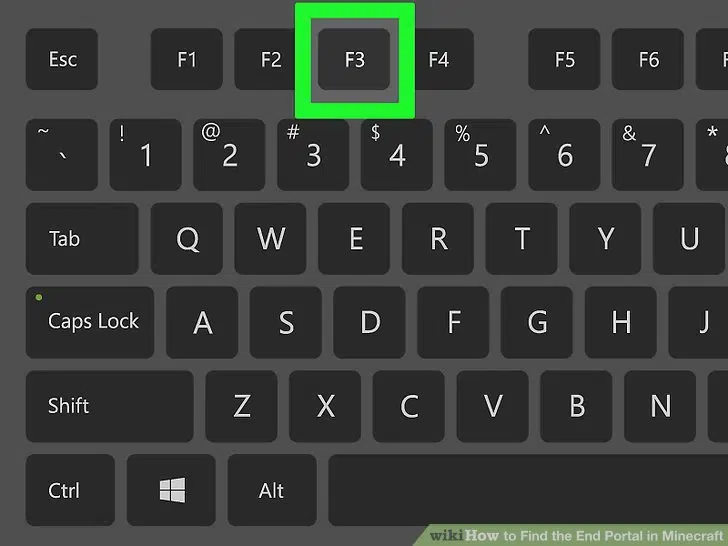 Esc F1 F2 F3 F4 F5 F6 F
~ ` ! 1 @ 2 # 3 $ 4 % 5 ^ 6 & 7 * 8
Tab Q W E R T Y U
Caps Lock A S D F G H J
Shift Z X C V B N
Ctrl Alt
wikiHow to Find the End Portal in Minecraft